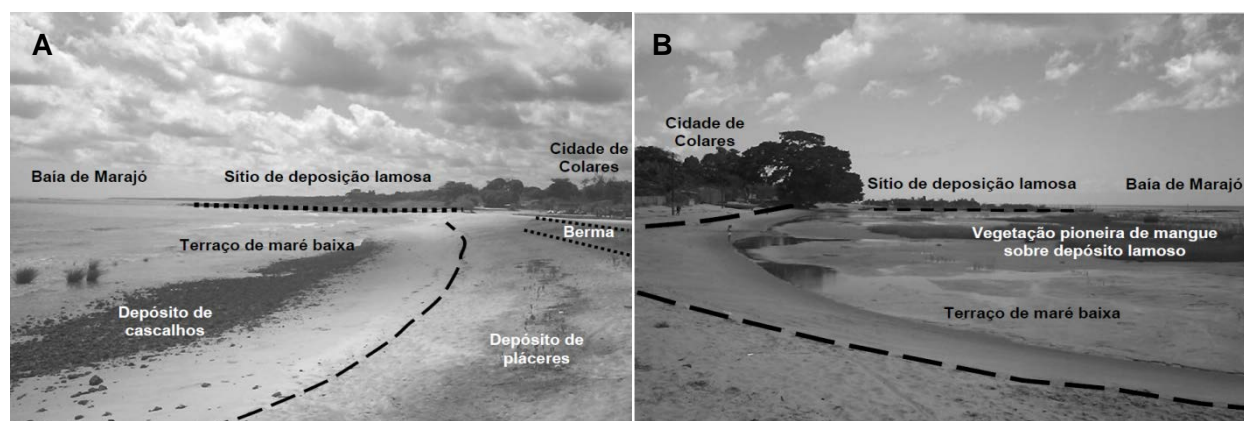 A
Cidade de
Colares
Baía de Marajó
Sítio de deposição lamosa
Berma
Terraço de maré baixa
Depósito de
cascalhos
Depósito de
pláceres
B
Cidade de
Colares
Sítio de deposição lamosa
Baía de Marajó
Vegetação pioneira de mangue
sobre depósito lamoso
Terraço de maré baixa